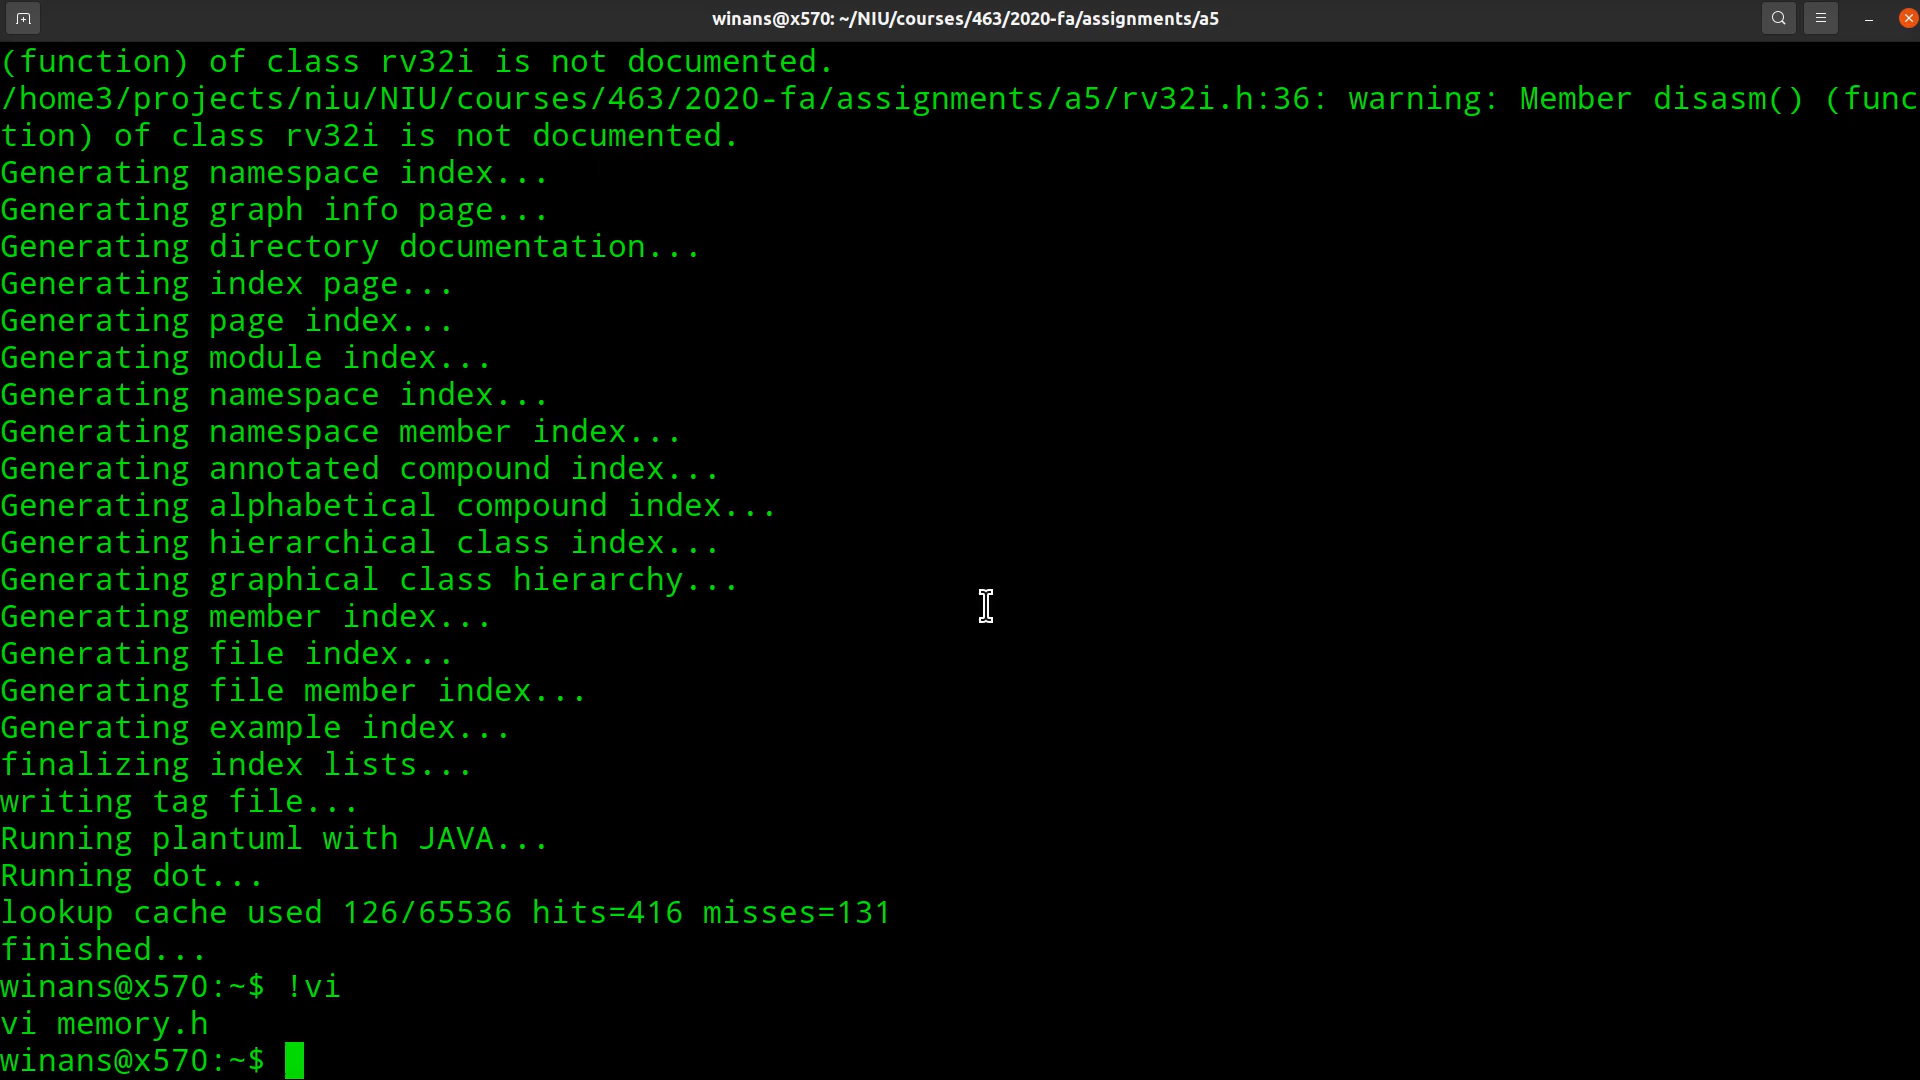 winans@x570: ~/NIU/courses/463/2020-fa/assignments/a5
(function) of class rv32i is not documented.
/home3/projects/niu/NIU/courses/463/2020-fa/assignments/a5/rv32i.h:36: warning: Member disasm() (func
tion) of class rv32i is not documented.
Generating namespace index...
Generating graph info page...
Generating directory documentation...
Generating index page...
Generating page index...
Generating module index...
Generating namespace index...
Generating namespace member index...
Generating annotated compound index...
Generating alphabetical compound index...
Generating hierarchical class index...
Generating graphical class hierarchy...
Generating member index...
Generating file index...
Generating file member index...
Generating example index...
finalizing index lists...
writing tag file...
Running plantuml with JAVA...
Running dot...
lookup cache used 126/65536 hits=416 misses=131
finished...
winans@x570:~$ !vi
vi memory.h
winans@x570:~$